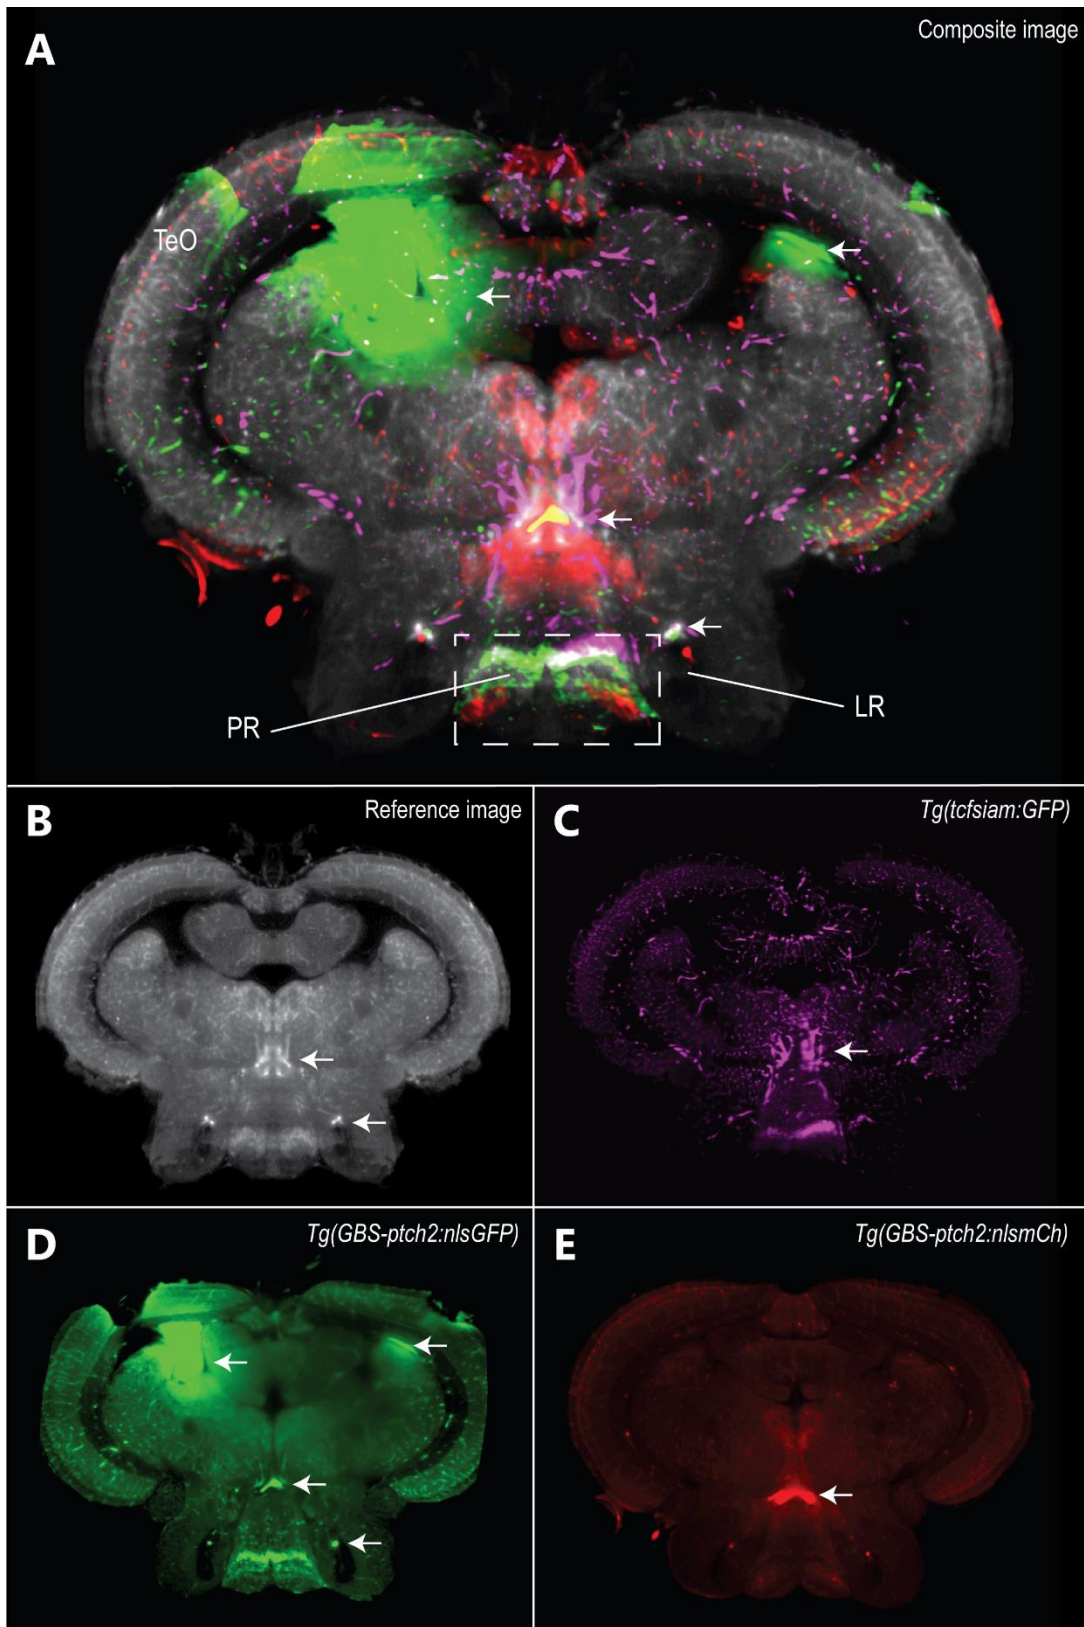 A
Composite image
TeO
PR
LR
B
Reference image
C
Tg(tcfsiam:GFP)
D
Tg(GBS-ptch2:nlsGFP)
E
Tg(GBS-ptch2:nlsmCh)